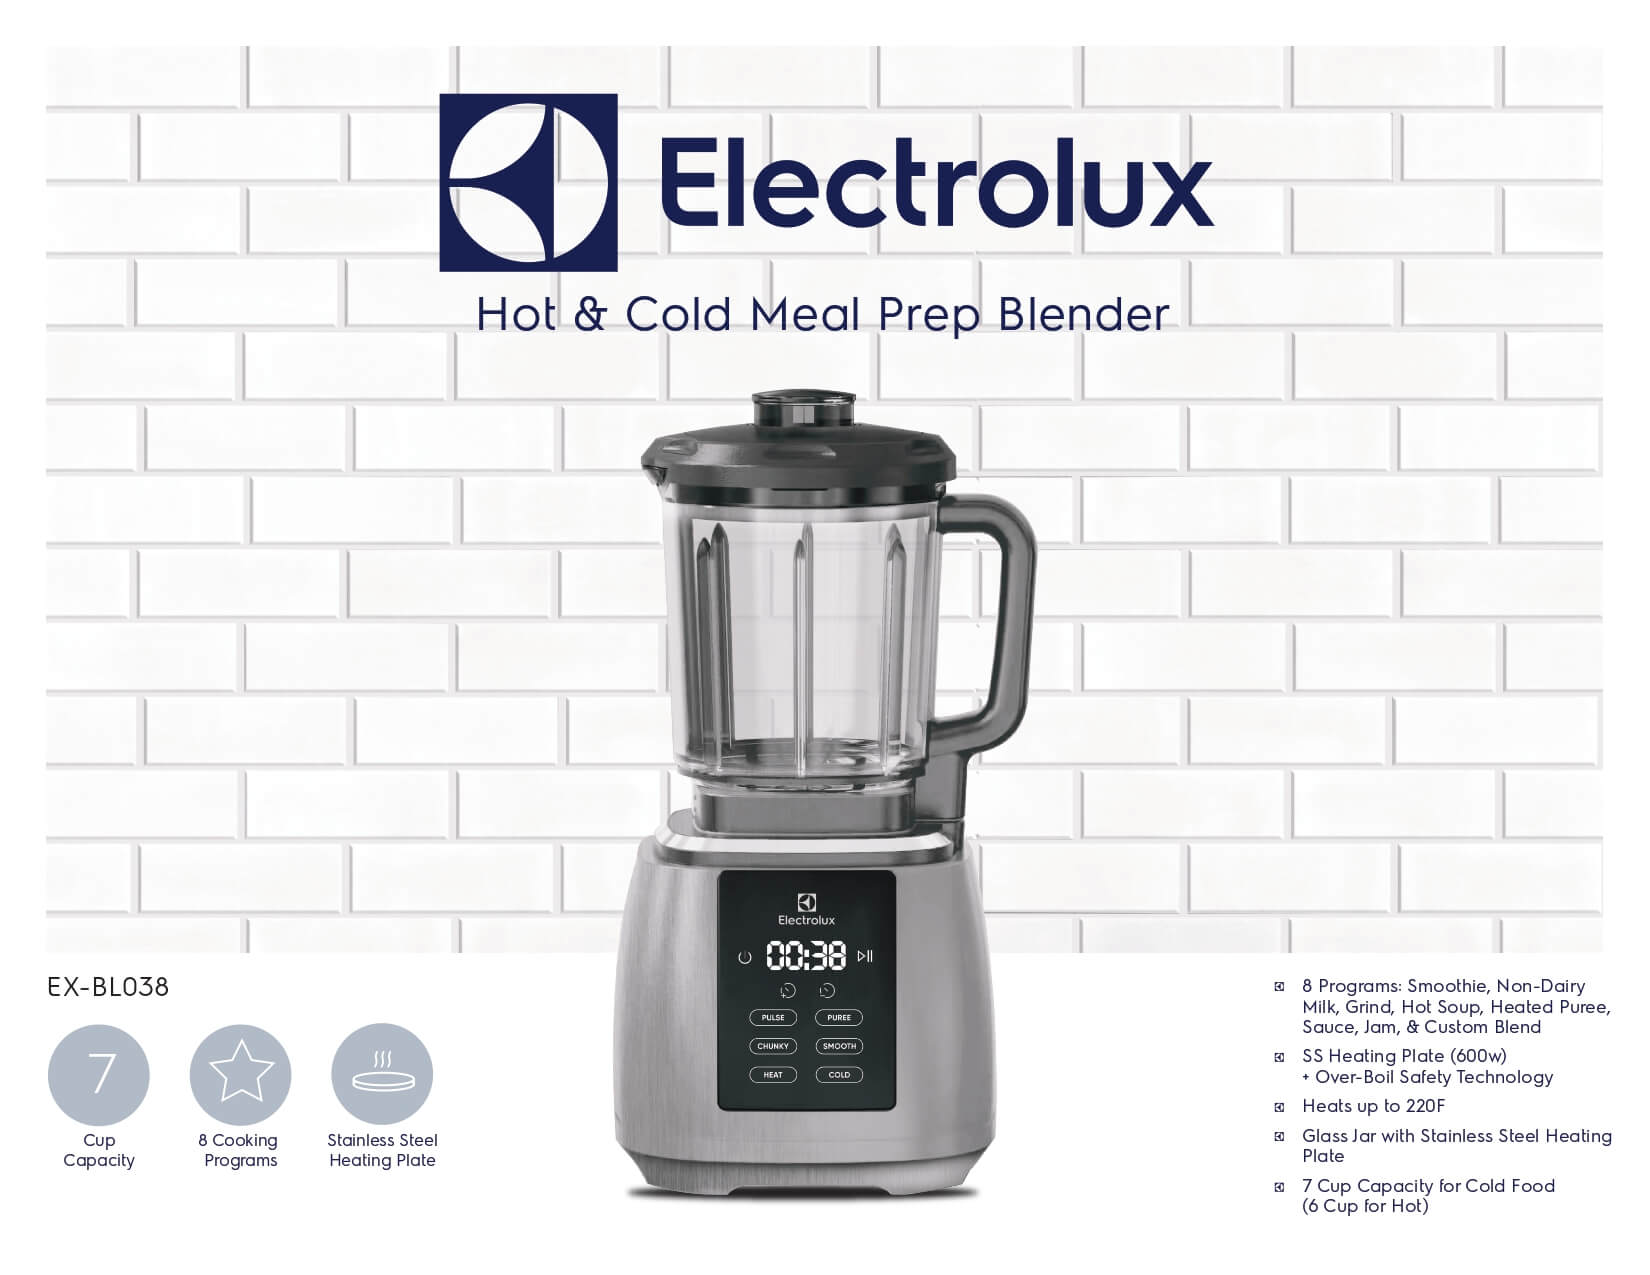 Electrolux
Hot & Cold Meal Prep Blender
Electrolux
00:38
PULSE
PUREE
CHUNKY
SMOOTH
HEAT
COLD
EX-BL038
7
Cup
Capacity
8 Cooking
Programs
Stainless Steel
Heating Plate
8 Programs: Smoothie, Non-Dairy
Milk, Grind, Hot Soup, Heated Puree,
Sauce, Jam, & Custom Blend
SS Heating Plate (600w)
+ Over-Boil Safety Technology
Heats up to 220F
Glass Jar with Stainless Steel Heating
Plate
7 Cup Capacity for Cold Food
(6 Cup for Hot)